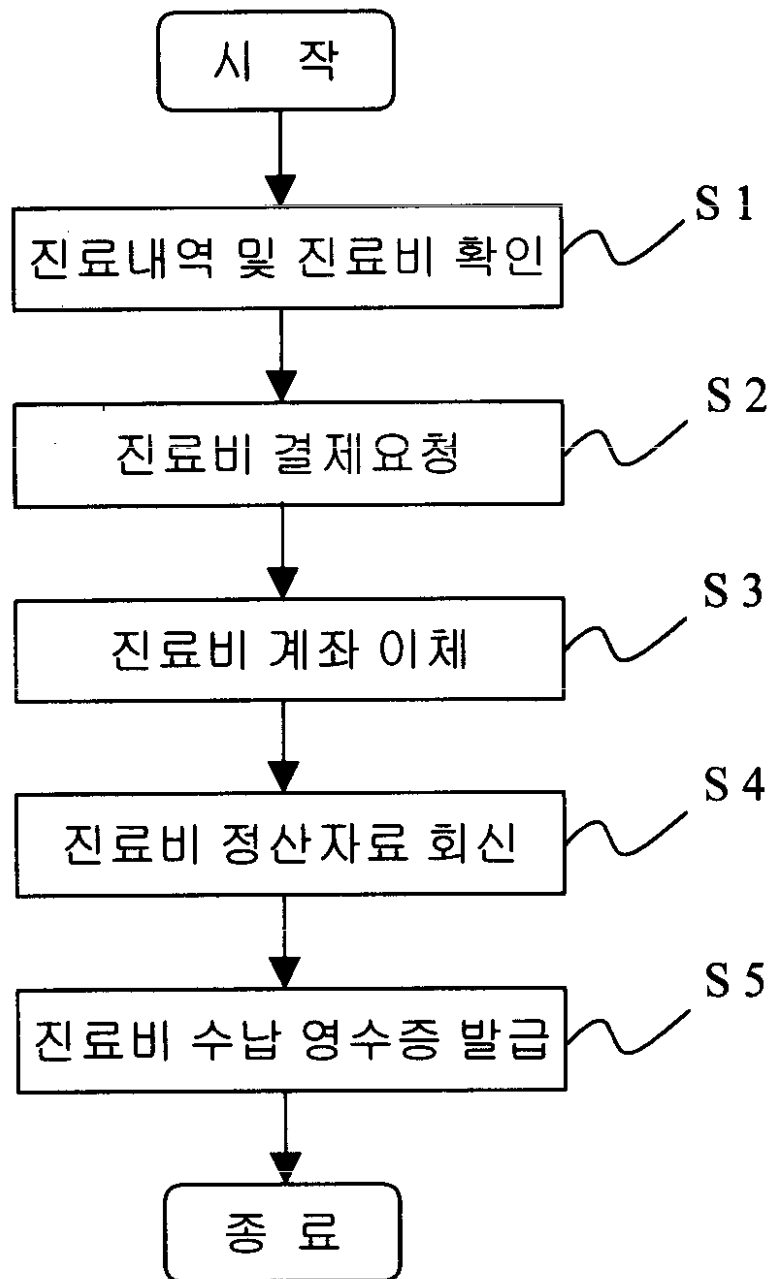 시 작
S 1
진료내역 및 진료비 확인
S 2
진료비 결제요청
S 3
진료비 계좌 이체
S 4
진료비 정산자료 회신
S 5
진료비 수납 영수증 발급
종 료